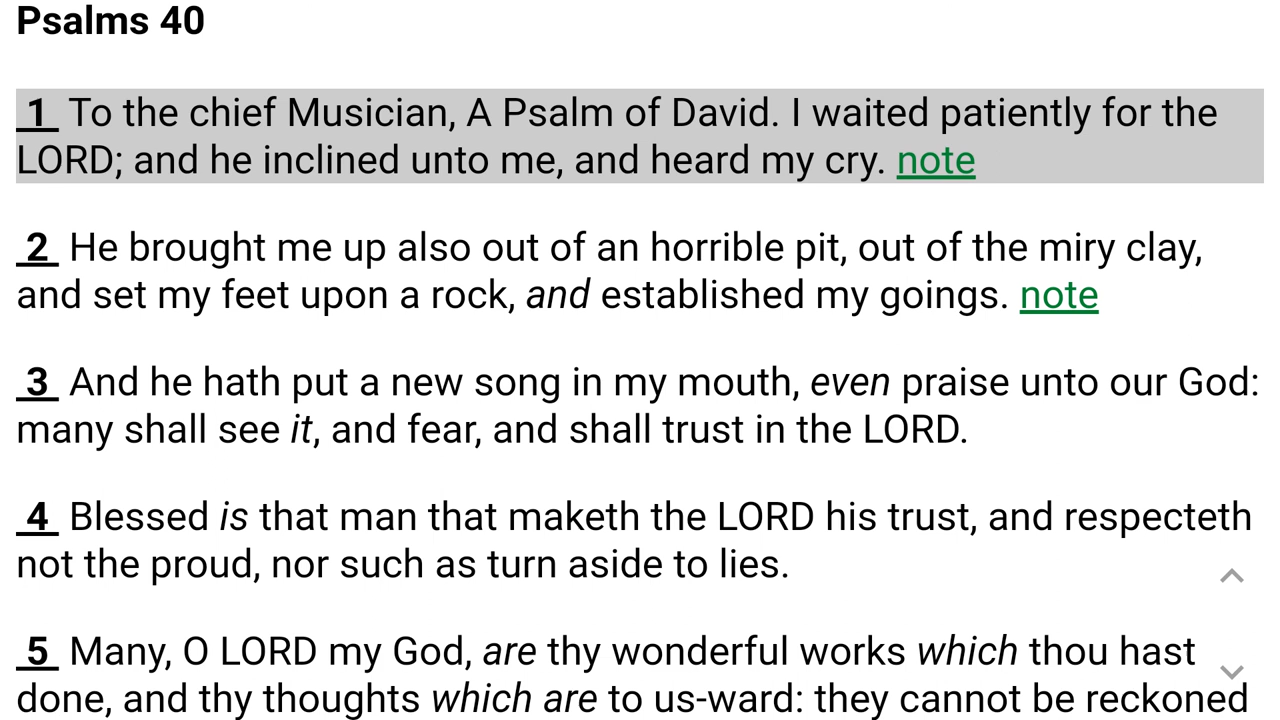 Psalms 40
1 To the chief Musician, A Psalm of David. I waited patiently for the
LORD; and he inclined unto me, and heard my cry. note
2 He brought me up also out of an horrible pit, out of the miry clay,
and set my feet upon a rock, and established my goings. note
3 And he hath put a new song in my mouth, even praise unto our God:
many shall see it, and fear, and shall trust in the LORD.
4 Blessed is that man that maketh the LORD his trust, and respecteth
not the proud, nor such as turn aside to lies.
5 Many, O LORD my God, are thy wonderful works which thou hast
done, and thy thoughts which are to us-ward: they cannot be reckoned